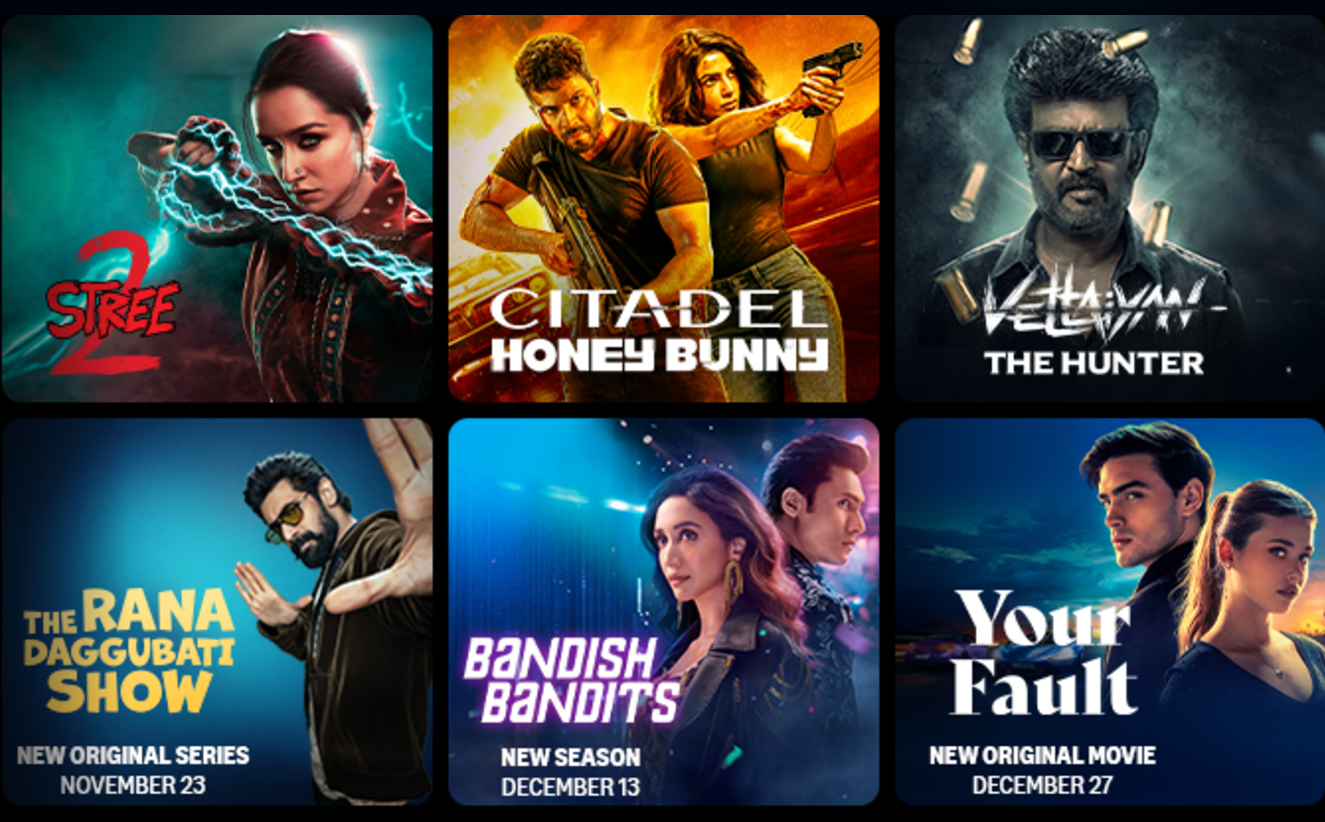 STREE
2
CITADEL
HONEY BUNNY
VETTAIYAN
THE HUNTER
THE RANA
DAGGUBATI
SHOW
NEW ORIGINAL SERIES
NOVEMBER 23
BANDISH
BANDITS
NEW SEASON
DECEMBER 13
Your
Fault
NEW ORIGINAL MOVIE
DECEMBER 27